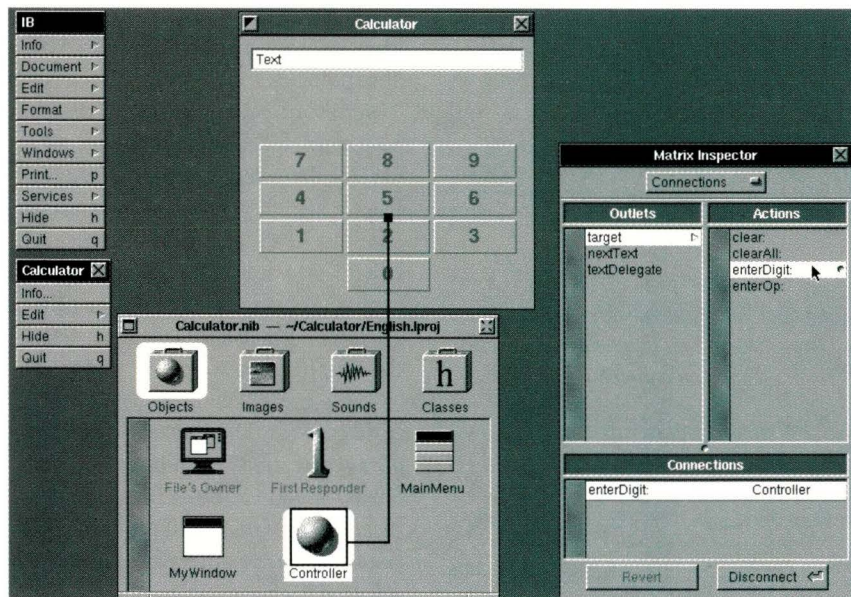 IB
Info
Document
Edit
Format
Tools
Windows
Print... p
Services
Hide h
Quit q
Calculator
Info...
Edit
Hide h
Quit q
Calculator
Text
7 8 9
4 5 6
1 2 3
0
Calculator.nib — ~/Calculator/English.lproj
Objects Images Sounds Classes
h
File's Owner First Responder MainMenu
1
MyWindow Controller
Matrix Inspector
Connections
Outlets Actions
target clear:
nextText clearAll:
textDelegate enterDigit:
enterOp:
Connections
enterDigit: Controller
Revert Disconnect